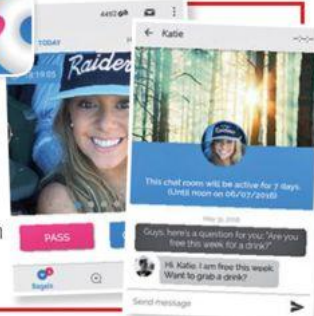 TODAY
Raider
PASS
Bagels
Katie
This chat room will be active for 7 days.
(Until noon on 06/07/2016)
May 31, 2016
Guys, here's a question for you: "Are you
free this week for a drink?"
Hi Katie. I am free this week.
Want to grab a drink?
Send message